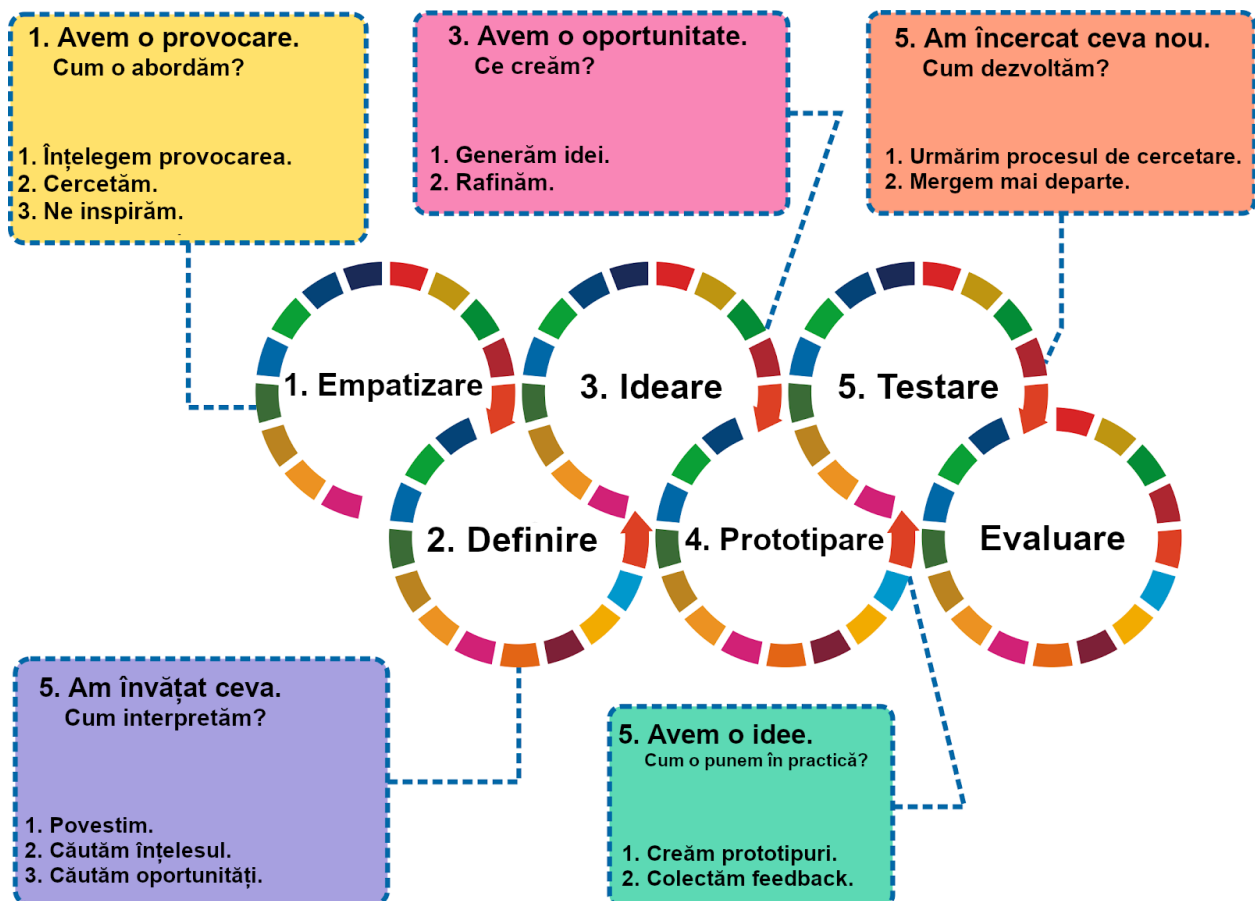 1. Avem o provocare.
Cum o abordăm?
1. Înțelegem provocarea.
2. Cercetăm.
3. Ne inspirăm.
3. Avem o oportunitate.
Ce creăm?
1. Generăm idei.
2. Rafinăm.
5. Am încercat ceva nou.
Cum dezvoltăm?
1. Urmărim procesul de cercetare.
2. Mergem mai departe.
1. Empatizare
3. Ideare
5. Testare
2. Definire
4. Prototipare
Evaluare
5. Am învățat ceva.
Cum interpretăm?
1. Povestim.
2. Căutăm înțelesul.
3. Căutăm oportunități.
5. Avem o idee.
Cum o punem în practică?
1. Creăm prototipuri.
2. Colectăm feedback.